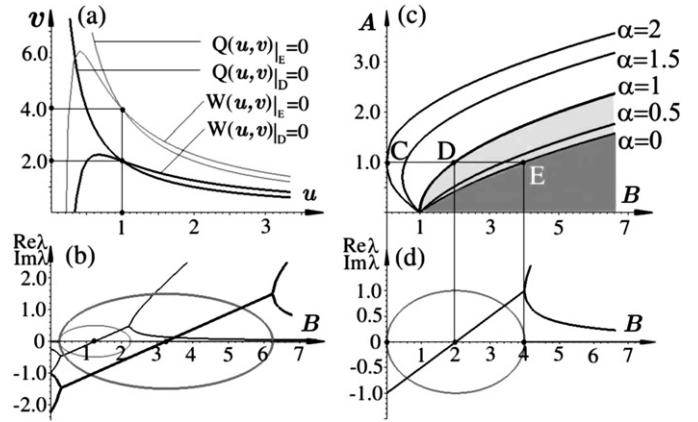 v (a)
6.0
4.0
2.0
Q(u,v)|E=0
Q(u,v)|D=0
W(u,v)|E=0
W(u,v)|D=0
1 2 3
u
A (c)
3.0
2.0
1.0
C D E
α=2
α=1.5
α=1
α=0.5
α=0
1 3 5 7
B
Reλ
Imλ
(b)
2.0
1.0
0
-1.0
-2.0
1 2 3 4 5 6 7
B
Reλ
Imλ
(d)
1.0
0.5
0
-0.5
-1.0
1 2 3 4 5 6 7
B